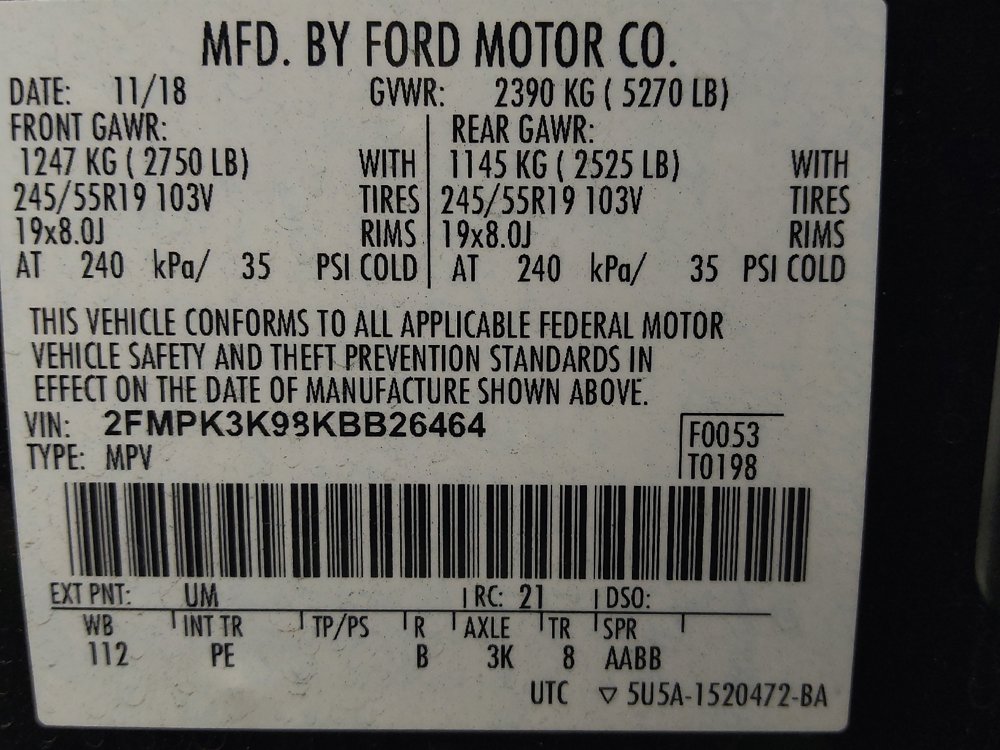 MFD. BY FORD MOTOR CO.
DATE: 11/18 GVWR: 2390 KG ( 5270 LB)
FRONT GAWR: REAR GAWR:
1247 KG ( 2750 LB) WITH 1145 KG ( 2525 LB) WITH
245/55R19 103V TIRES 245/55R19 103V TIRES
19x8.0J RIMS 19x8.0J RIMS
AT 240 kPa/ 35 PSI COLD AT 240 kPa/ 35 PSI COLD
THIS VEHICLE CONFORMS TO ALL APPLICABLE FEDERAL MOTOR
VEHICLE SAFETY AND THEFT PREVENTION STANDARDS IN
EFFECT ON THE DATE OF MANUFACTURE SHOWN ABOVE.
VIN: 2FMPK3K98KBB26464
TYPE: MPV
F0053
T0198
EXT PNT: UM RC: 21 DSO:
WB INT TR TP/PS R AXLE TR SPR
112 PE B 3K 8 AABB
UTC ▽ 5U5A-1520472-BA